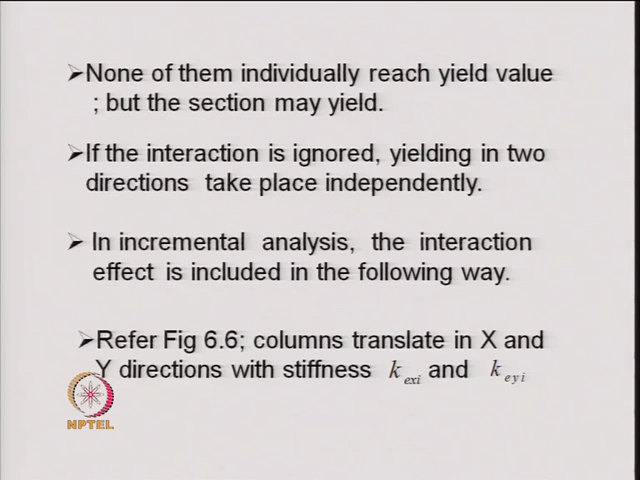 ➢None of them individually reach yield value
; but the section may yield.
➢If the interaction is ignored, yielding in two
directions take place independently.
➢ In incremental analysis, the interaction
effect is included in the following way.
➢Refer Fig 6.6; columns translate in X and
Y directions with stiffness k_exi and k_eyi
NPTEL